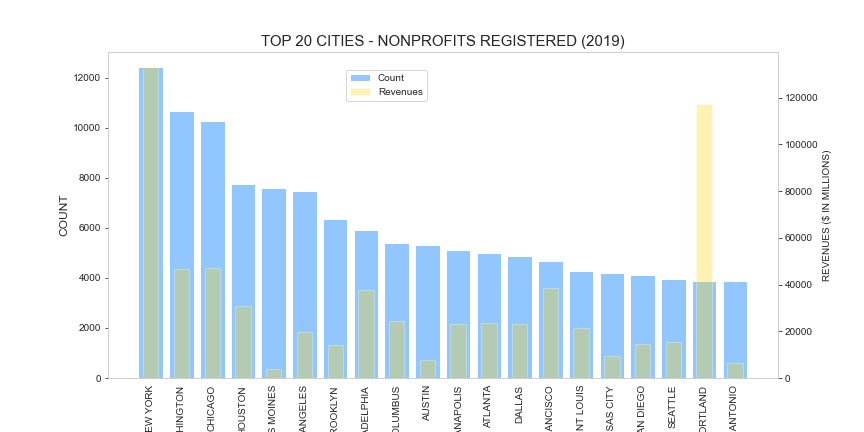 TOP 20 CITIES - NONPROFITS REGISTERED (2019)
Count
Revenues
COUNT
12000
10000
8000
6000
4000
2000
0
REVENUES ($ IN MILLIONS)
120000
100000
80000
60000
40000
20000
0
EW YORK
HINGTON
CHICAGO
HOUSTON
S MOINES
ANGELES
ROOKLYN
ADELPHIA
OLUMBUS
AUSTIN
NAPOLIS
ATLANTA
DALLAS
ANCISCO
NT LOUIS
SAS CITY
AN DIEGO
SEATTLE
ORTLAND
ANTONIO